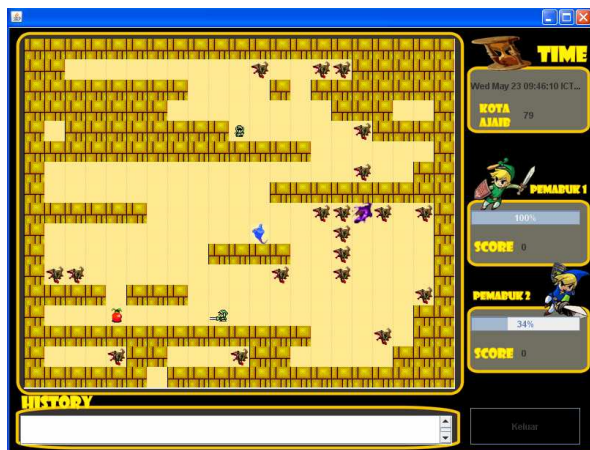 TIME
Wed May 23 09:46:10 ICT...
KOTA
AJAIB
79
PEMABUK 1
100%
SCORE 0
PEMABUK 2
34%
SCORE 0
HISTORY
Keluar